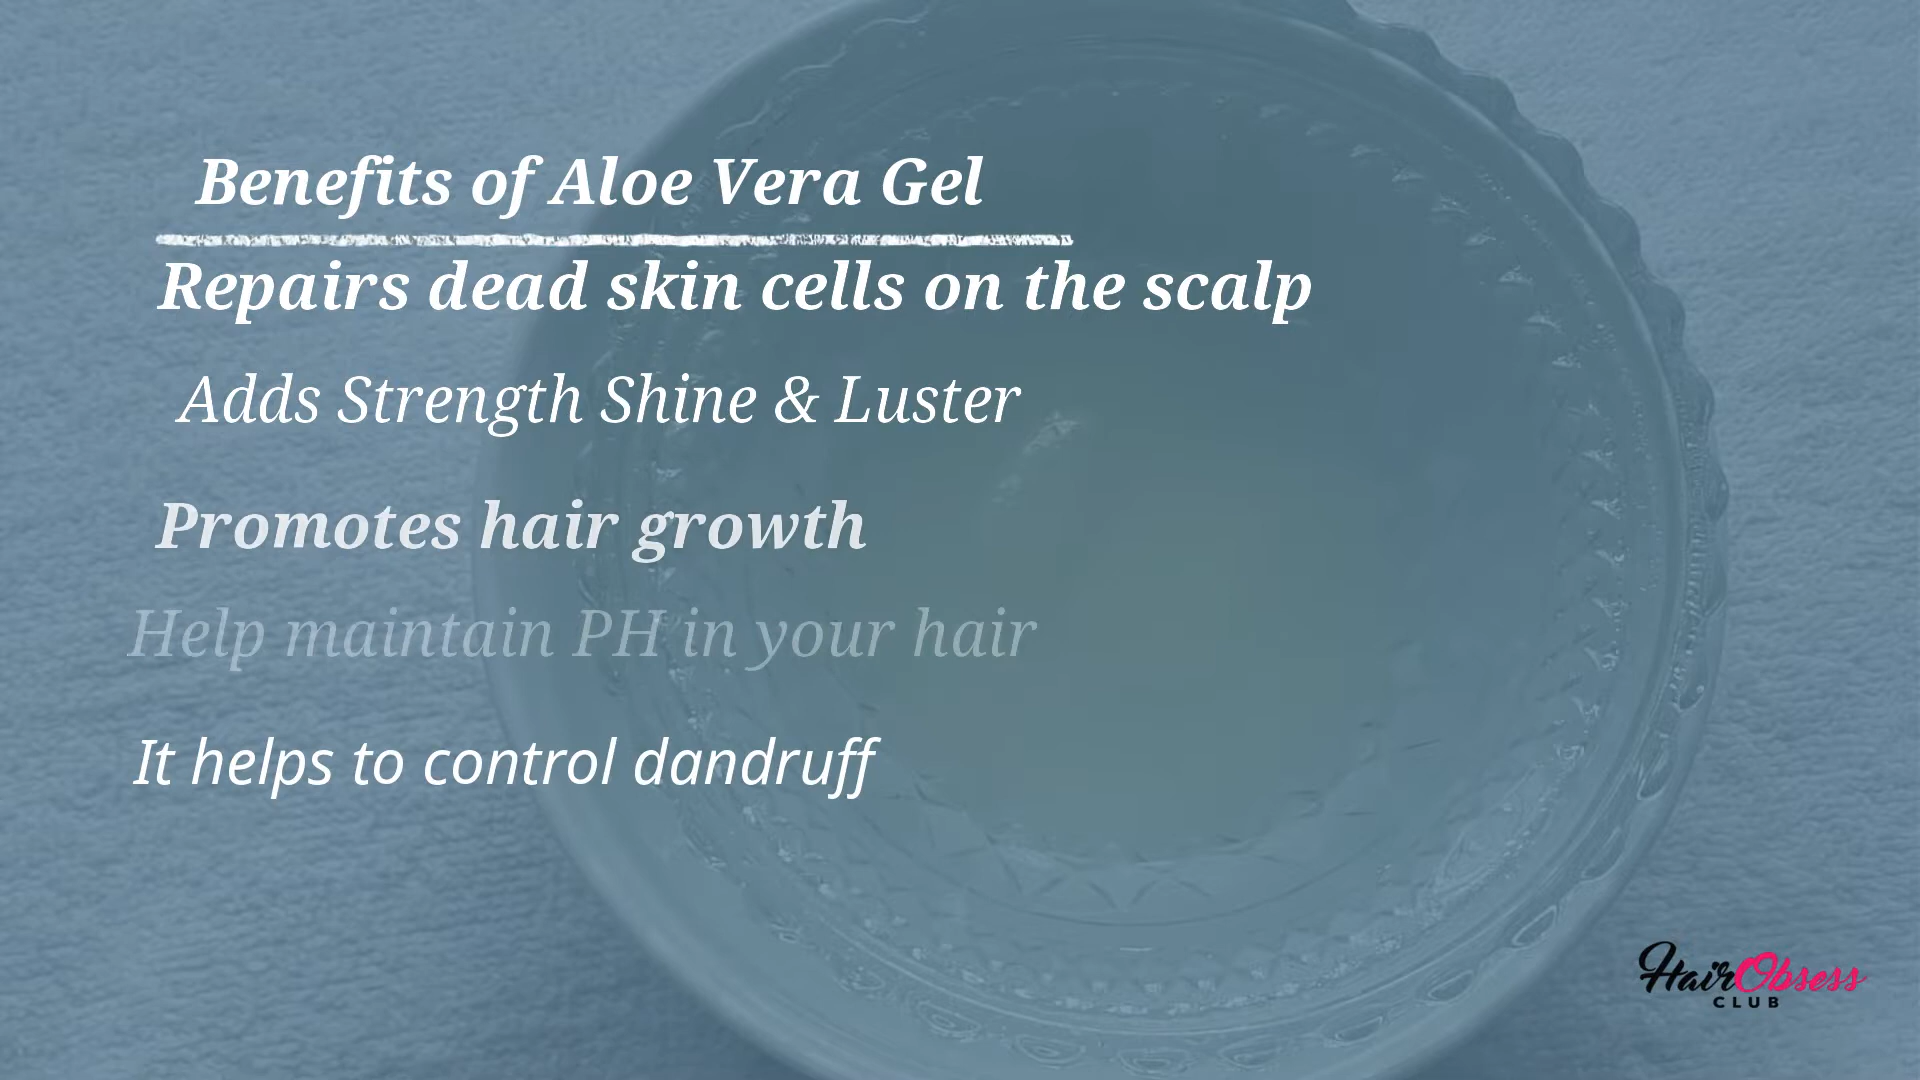 Benefits of Aloe Vera Gel
Repairs dead skin cells on the scalp
Adds Strength Shine & Luster
Promotes hair growth
Help maintain PH in your hair
It helps to control dandruff
HairObsess
CLUB